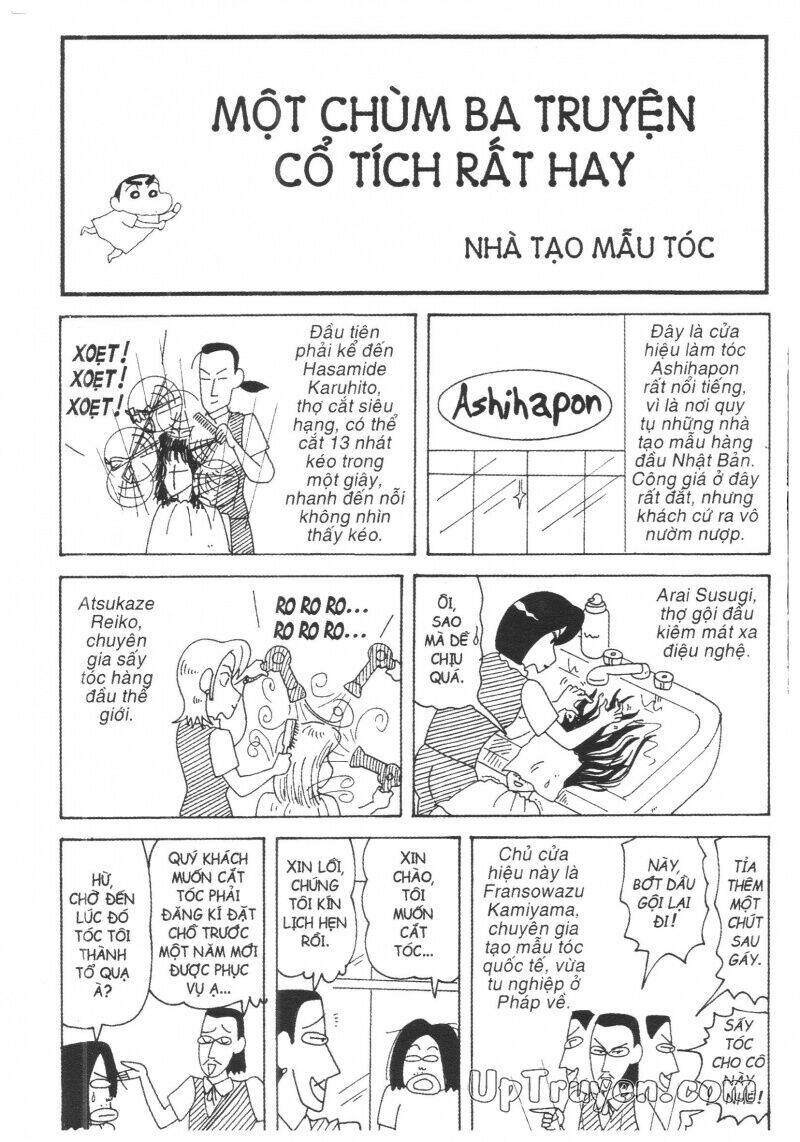 MỘT CHÙM BA TRUYỆN
CỔ TÍCH RẤT HAY
NHÀ TẠO MẪU TÓC
Đây là cửa
hiệu làm tóc
Ashihapon
rất nổi tiếng,
vì là nơi quy
tụ những nhà
tạo mẫu hàng
đầu Nhật Bản.
Công giá ở đây
rất đắt, nhưng
khách cứ ra vô
nườm nượp.
Ashihapon
Đầu tiên
phải kể đến
Hasamide
Karuhito,
thợ cắt siêu
hạng, có thể
cắt 13 nhát
kéo trong
một giây,
nhanh đến nỗi
không nhìn
thấy kéo.
XOẸT!
XOẸT!
XOẸT!
Arai Susugi,
thợ gội đầu
kiêm mát xa
điệu nghệ.
ÔI,
SAO
MÀ DỄ
CHỊU
QUÁ.
RO RO RO...
RO RO RO...
Atsukaze
Reiko,
chuyên
gia sấy
tóc hàng
đầu thế
giới.
TỈA
THÊM
MỘT
CHÚT
SAU
GÁY.
NÀY,
BỚT DẦU
GỘI LẠI
ĐI!
SẤY
TÓC
CHO CÔ
NÀY
NHÉ!
Chủ cửa
hiệu này là
Fransowazu
Kamiyama,
chuyên gia
tạo mẫu tóc
quốc tế, vừa
tu nghiệp ở
Pháp về.
XIN
CHÀO,
TÔI
MUỐN
CẮT
TÓC...
XIN LỖI,
CHÚNG
TÔI KÍN
LỊCH HẸN
RỒI.
QUÝ KHÁCH
MUỐN CẮT
TÓC PHẢI
ĐĂNG KÍ ĐẶT
CHỖ TRƯỚC
MỘT NĂM MỚI
ĐƯỢC PHỤC
VỤ Ạ...
HỪ,
CHỜ ĐẾN
LÚC ĐÓ
TÓC TÔI
THÀNH
TỔ QUẠ
À?
UpTruyen.com